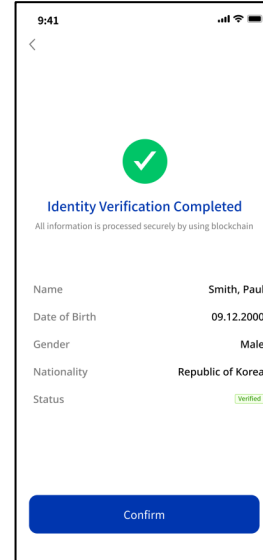 9:41
Identity Verification Completed
All information is processed securely by using blockchain
Name Smith, Paul
Date of Birth 09.12.2000
Gender Male
Nationality Republic of Korea
Status Verified
Confirm